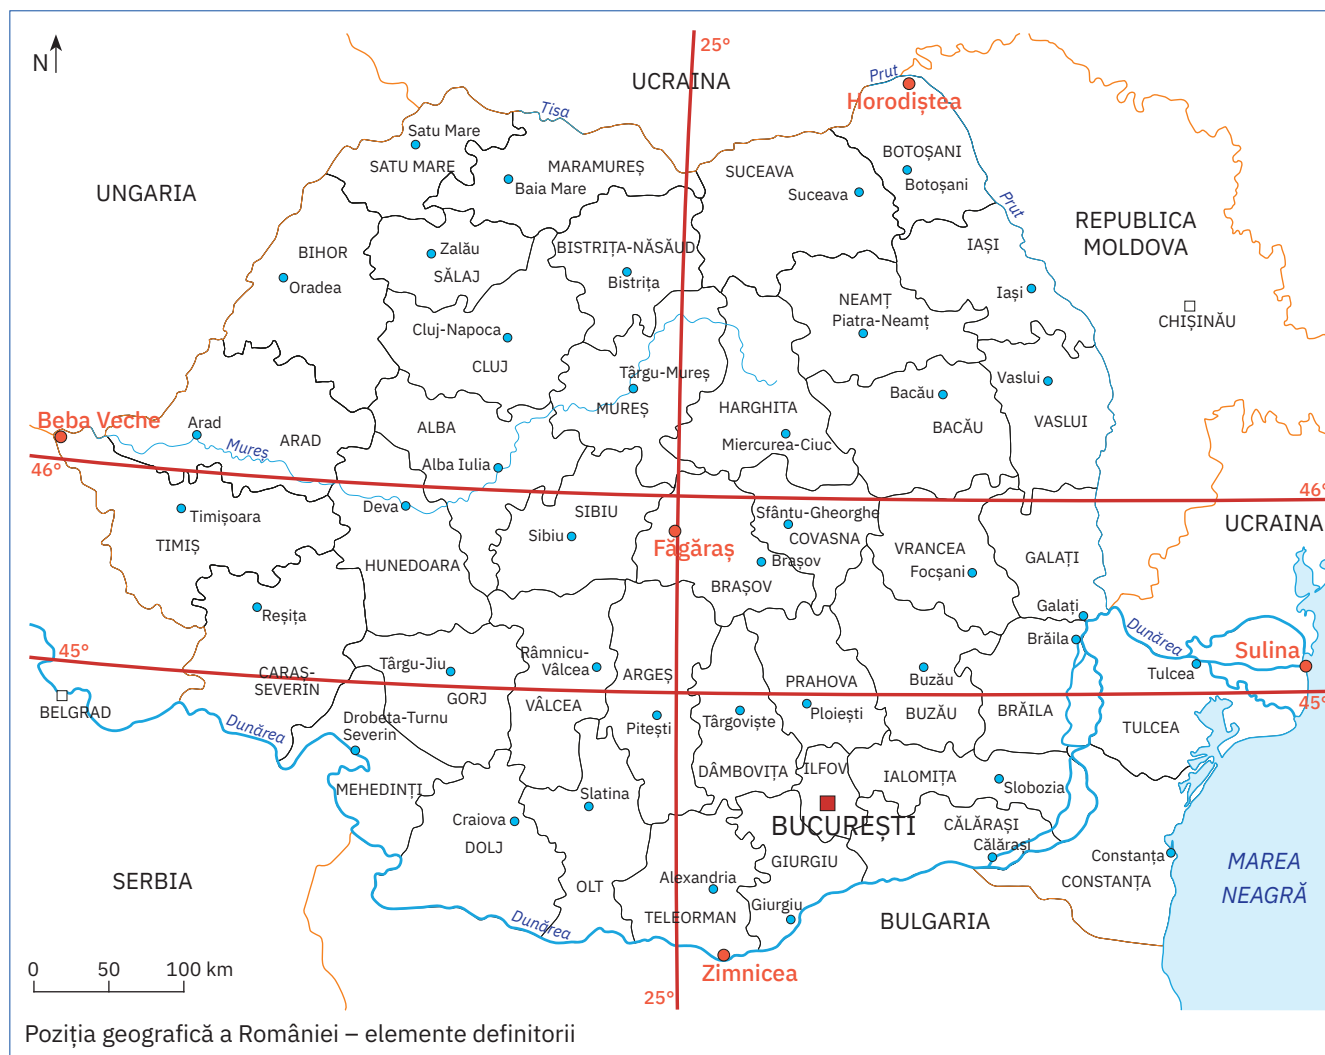 N
25°
UCRAINA
Prut
Horodiștea
Tisa
Satu Mare
SATU MARE
MARAMUREȘ
Baia Mare
SUCEAVA
Suceava
BOTOȘANI
Botoșani
UNGARIA
Prut
REPUBLICA
MOLDOVA
BIHOR
Oradea
Zalău
SĂLAJ
BISTRIȚA-NĂSĂUD
Bistrița
IAȘI
Iași
NEAMȚ
Piatra-Neamț
CHIȘINĂU
Cluj-Napoca
CLUJ
Târgu-Mureș
MUREȘ
HARGHITA
Miercurea-Ciuc
Bacău
BACĂU
Vaslui
VASLUI
Beba Veche
Arad
ARAD
Mureș
ALBA
Alba Iulia
46°
46°
Timișoara
TIMIȘ
Deva
HUNEDOARA
SIBIU
Sibiu
Făgăraș
Sfântu-Gheorghe
COVASNA
Brașov
BRAȘOV
VRANCEA
Focșani
GALAȚI
Galați
UCRAINA
Reșița
CARAȘ-
SEVERIN
Târgu-Jiu
GORJ
Râmnicu-
Vâlcea
VÂLCEA
ARGEȘ
Pitești
Târgoviște
DÂMBOVIȚA
PRAHOVA
Ploiești
Buzău
BUZĂU
Brăila
BRĂILA
Dunărea
Tulcea
TULCEA
Sulina
45°
45°
BELGRAD
Dunărea
Drobeta-Turnu
Severin
MEHEDINȚI
Craiova
DOLJ
Slatina
OLT
ILFOV
BUCUREȘTI
IALOMIȚA
Slobozia
CĂLĂRAȘI
Călărași
GIURGIU
Giurgiu
Alexandria
TELEORMAN
Constanța
CONSTANȚA
MAREA
NEAGRĂ
SERBIA
Dunărea
BULGARIA
Zimnicea
25°
0 50 100 km
Poziția geografică a României – elemente definitorii